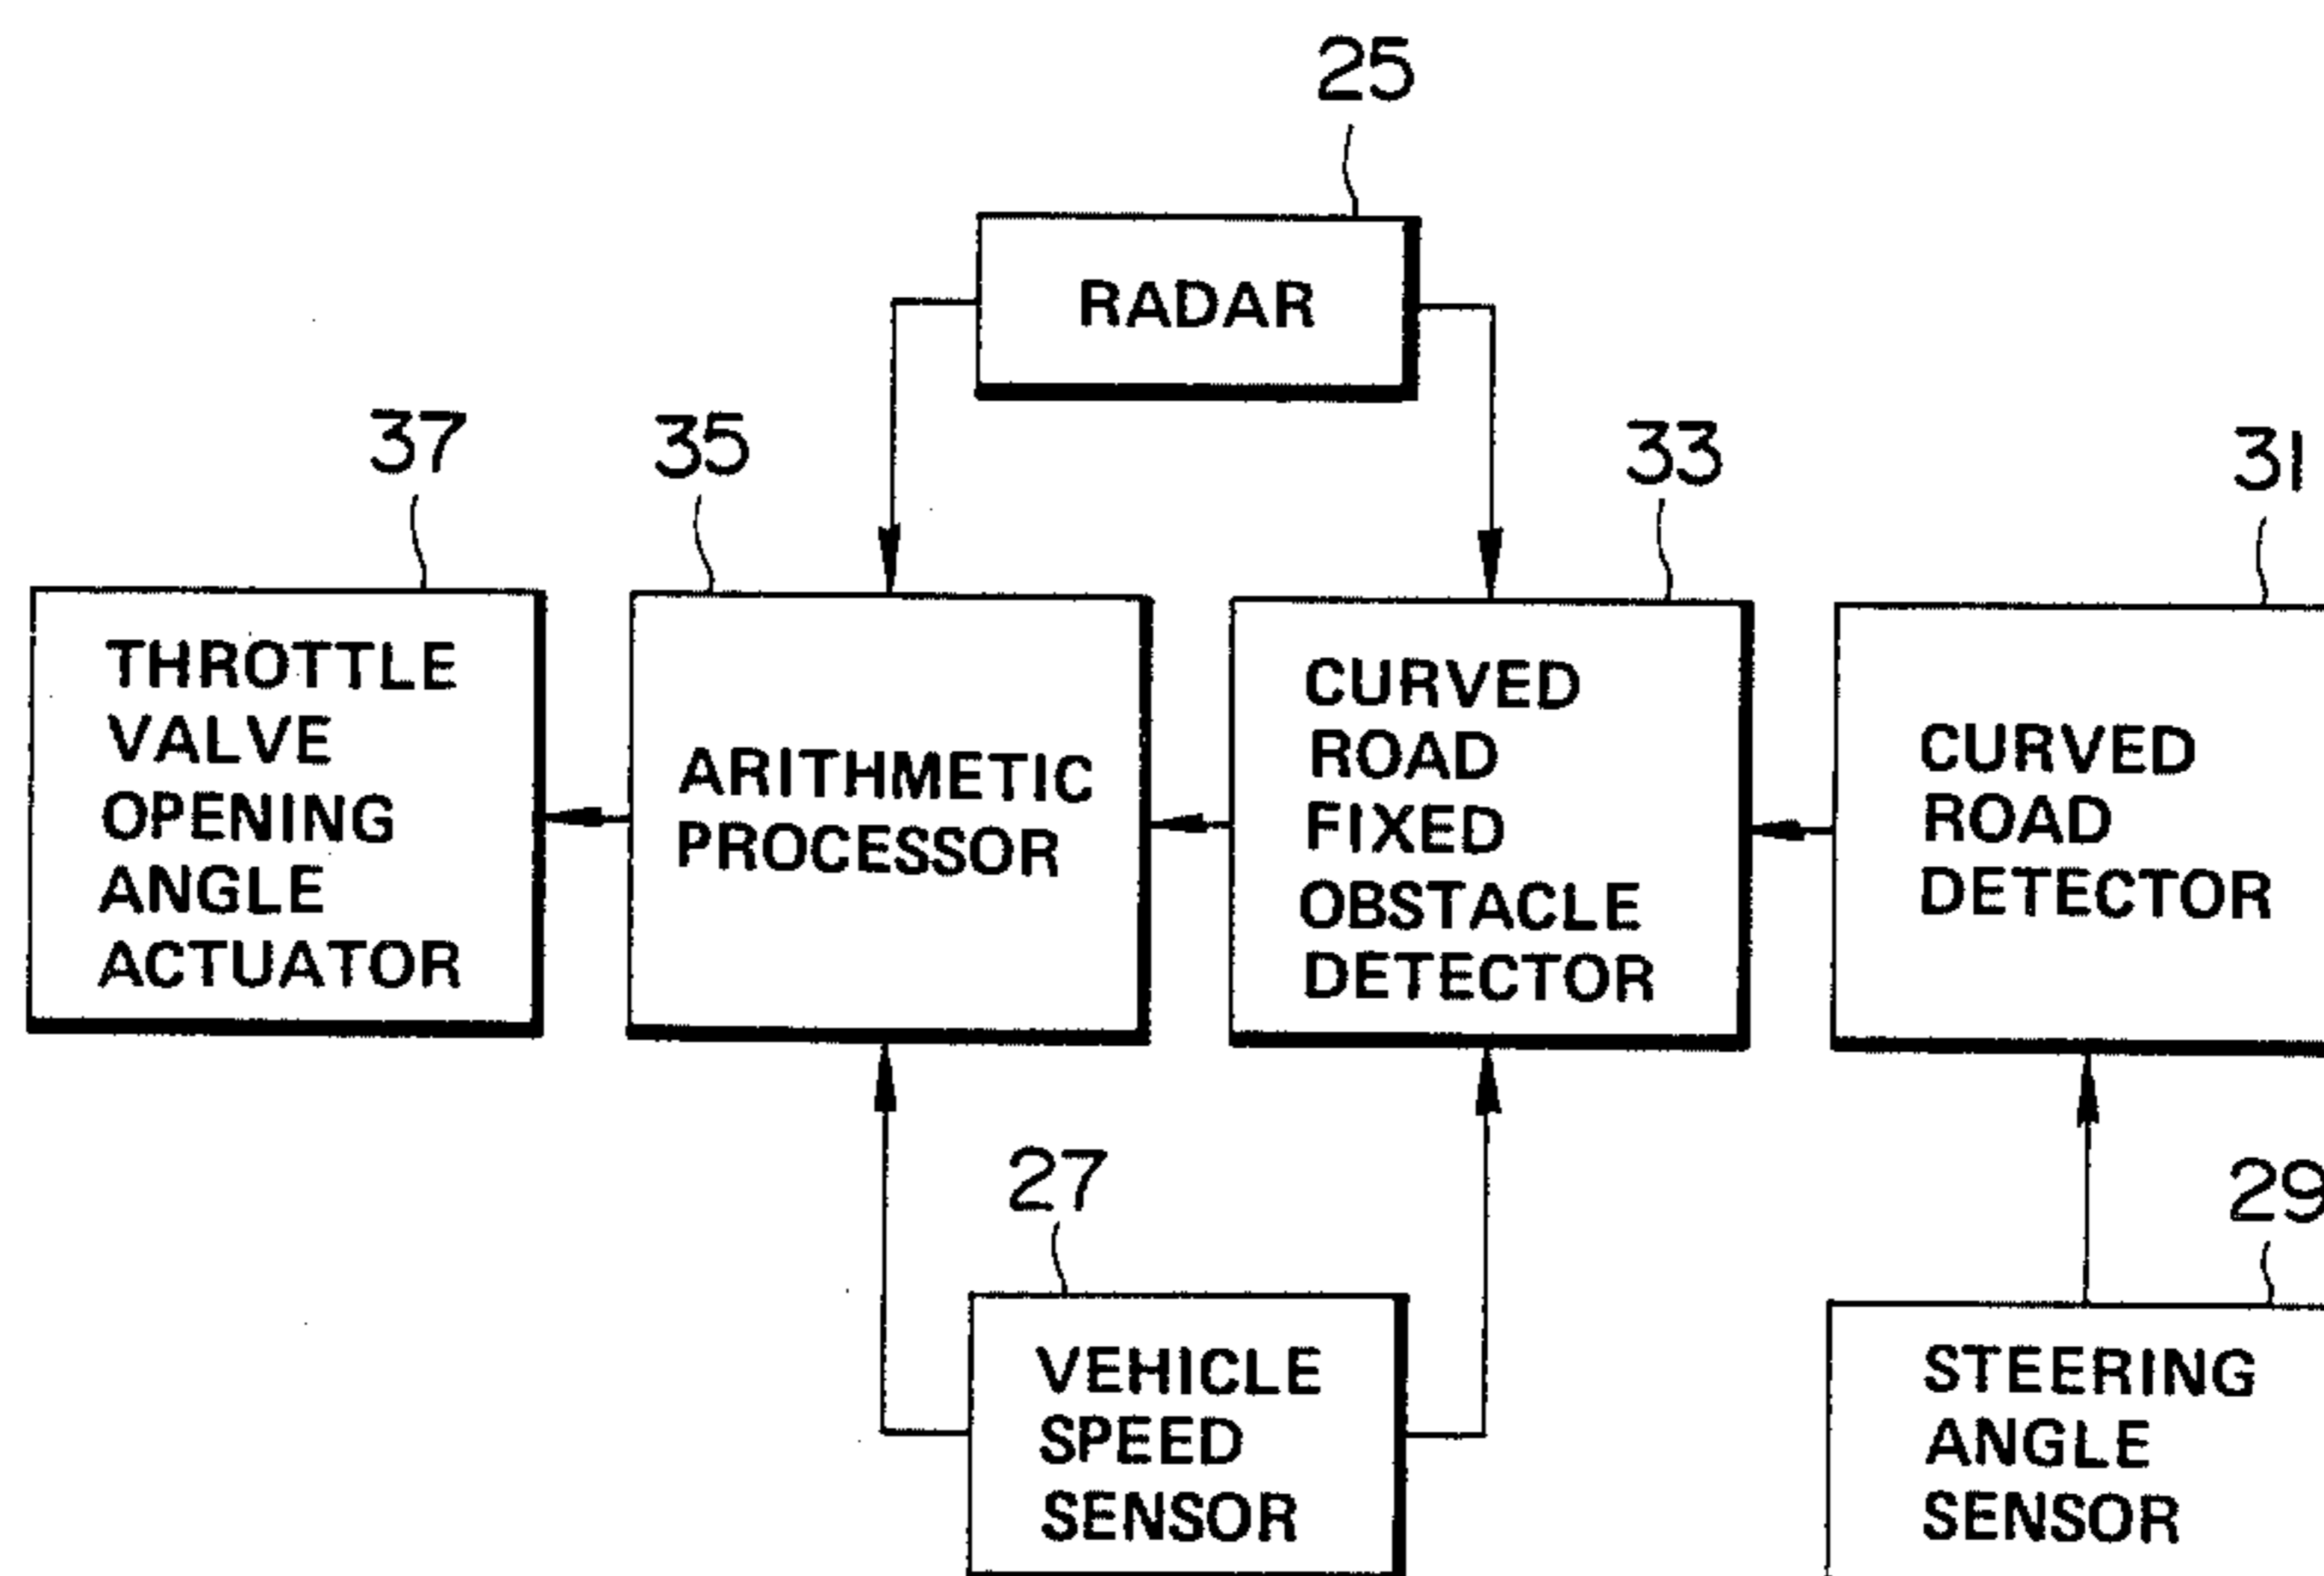 25
RADAR
37
35
33
31
THROTTLE
VALVE
OPENING
ANGLE
ACTUATOR
ARITHMETIC
PROCESSOR
CURVED
ROAD
FIXED
OBSTACLE
DETECTOR
CURVED
ROAD
DETECTOR
27
29
VEHICLE
SPEED
SENSOR
STEERING
ANGLE
SENSOR